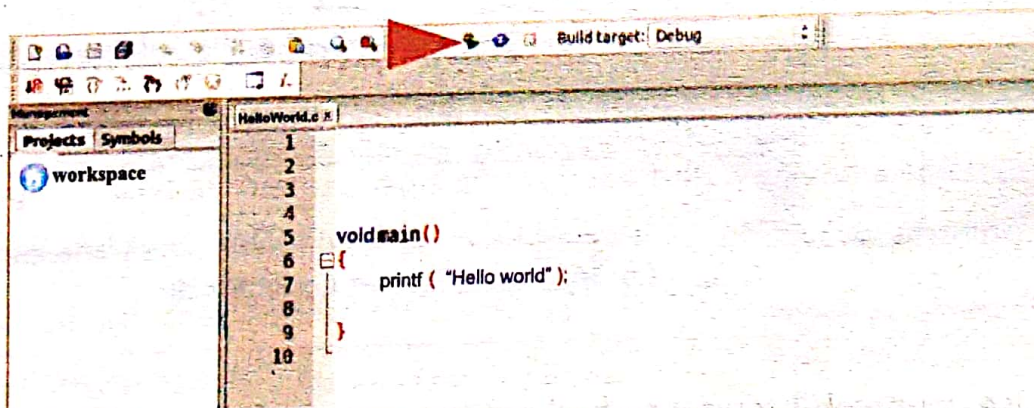 Build target: Debug
Management
Projects Symbols
HelloWorld.c x
workspace
1
2
3
4
5 void main()
6 {
7 printf ( “Hello world” );
8
9 }
10